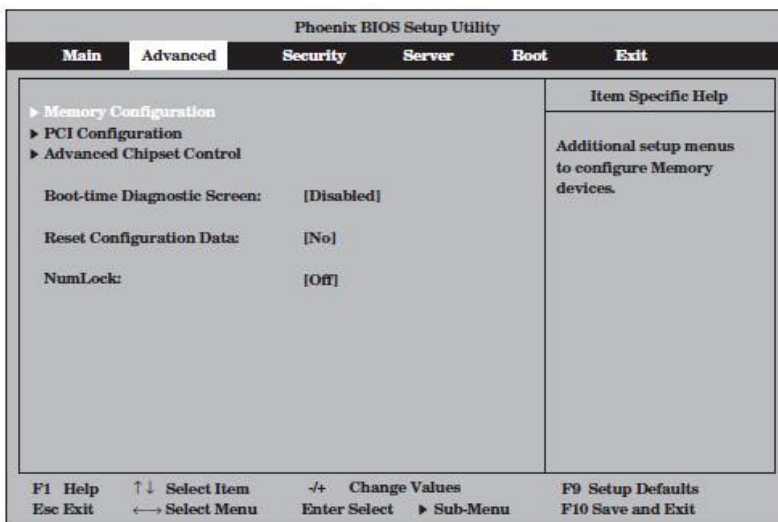 Phoenix BIOS Setup Utility
Main Advanced Security Server Boot Exit
▶ Memory Configuration
▶ PCI Configuration
▶ Advanced Chipset Control
Boot-time Diagnostic Screen: [Disabled]
Reset Configuration Data: [No]
NumLock: [Off]
Item Specific Help
Additional setup menus
to configure Memory
devices.
F1 Help ↑↓ Select Item -/+ Change Values F9 Setup Defaults
Esc Exit ←→ Select Menu Enter Select ▶ Sub-Menu F10 Save and Exit